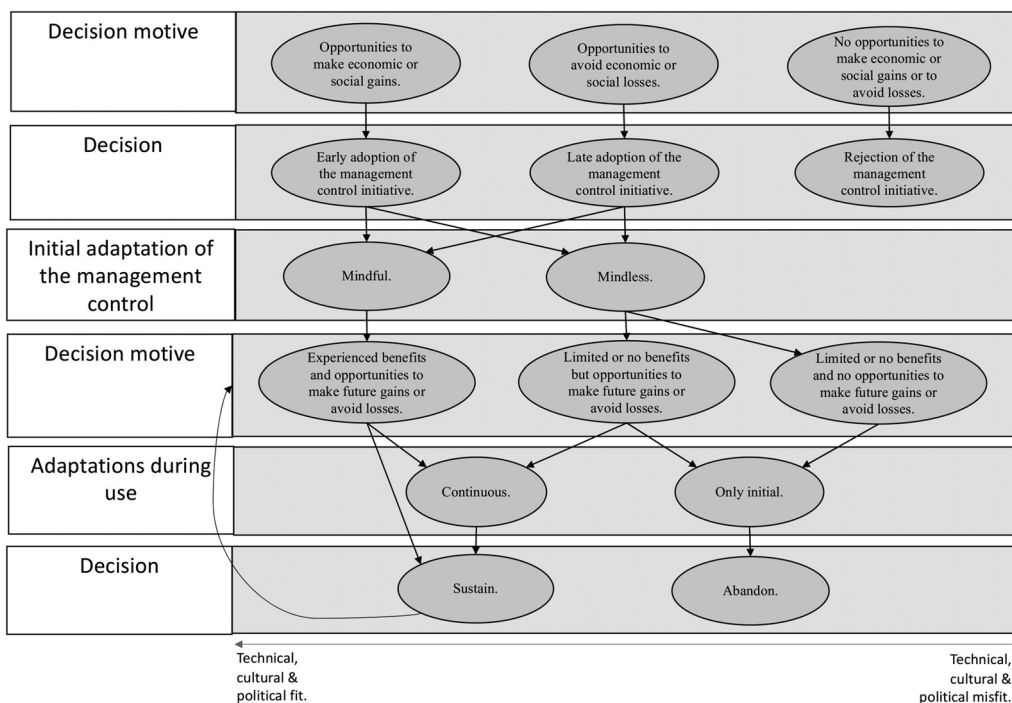 Decision motive
Opportunities to
make economic or
social gains.
Opportunities to
avoid economic or
social losses.
No opportunities to
make economic or
social gains or to
avoid losses.
Decision
Early adoption of
the management
control initiative.
Late adoption of the
management
control initiative.
Rejection of the
management
control initiative.
Initial adaptation of
the management
control
Mindful.
Mindless.
Decision motive
Experienced benefits
and opportunities to
make future gains or
avoid losses.
Limited or no benefits
but opportunities to
make future gains or
avoid losses.
Limited or no benefits
and no opportunities to
make future gains or
avoid losses.
Adaptations during
use
Continuous.
Only initial.
Decision
Sustain.
Abandon.
Technical,
cultural &
political fit.
Technical,
cultural &
political misfit.